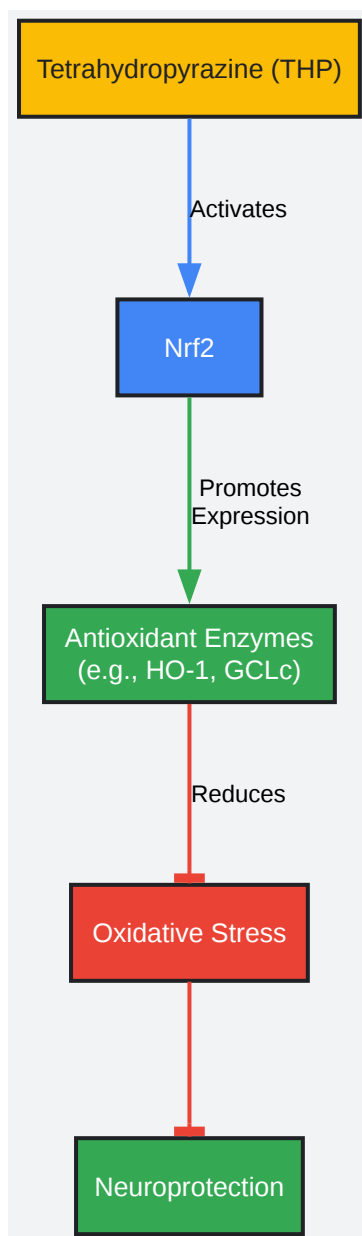 Tetrahydropyrazine (THP)
Activates
Nrf2
Promotes
Expression
Antioxidant Enzymes
(e.g., HO-1, GCLc)
Reduces
Oxidative Stress
Neuroprotection